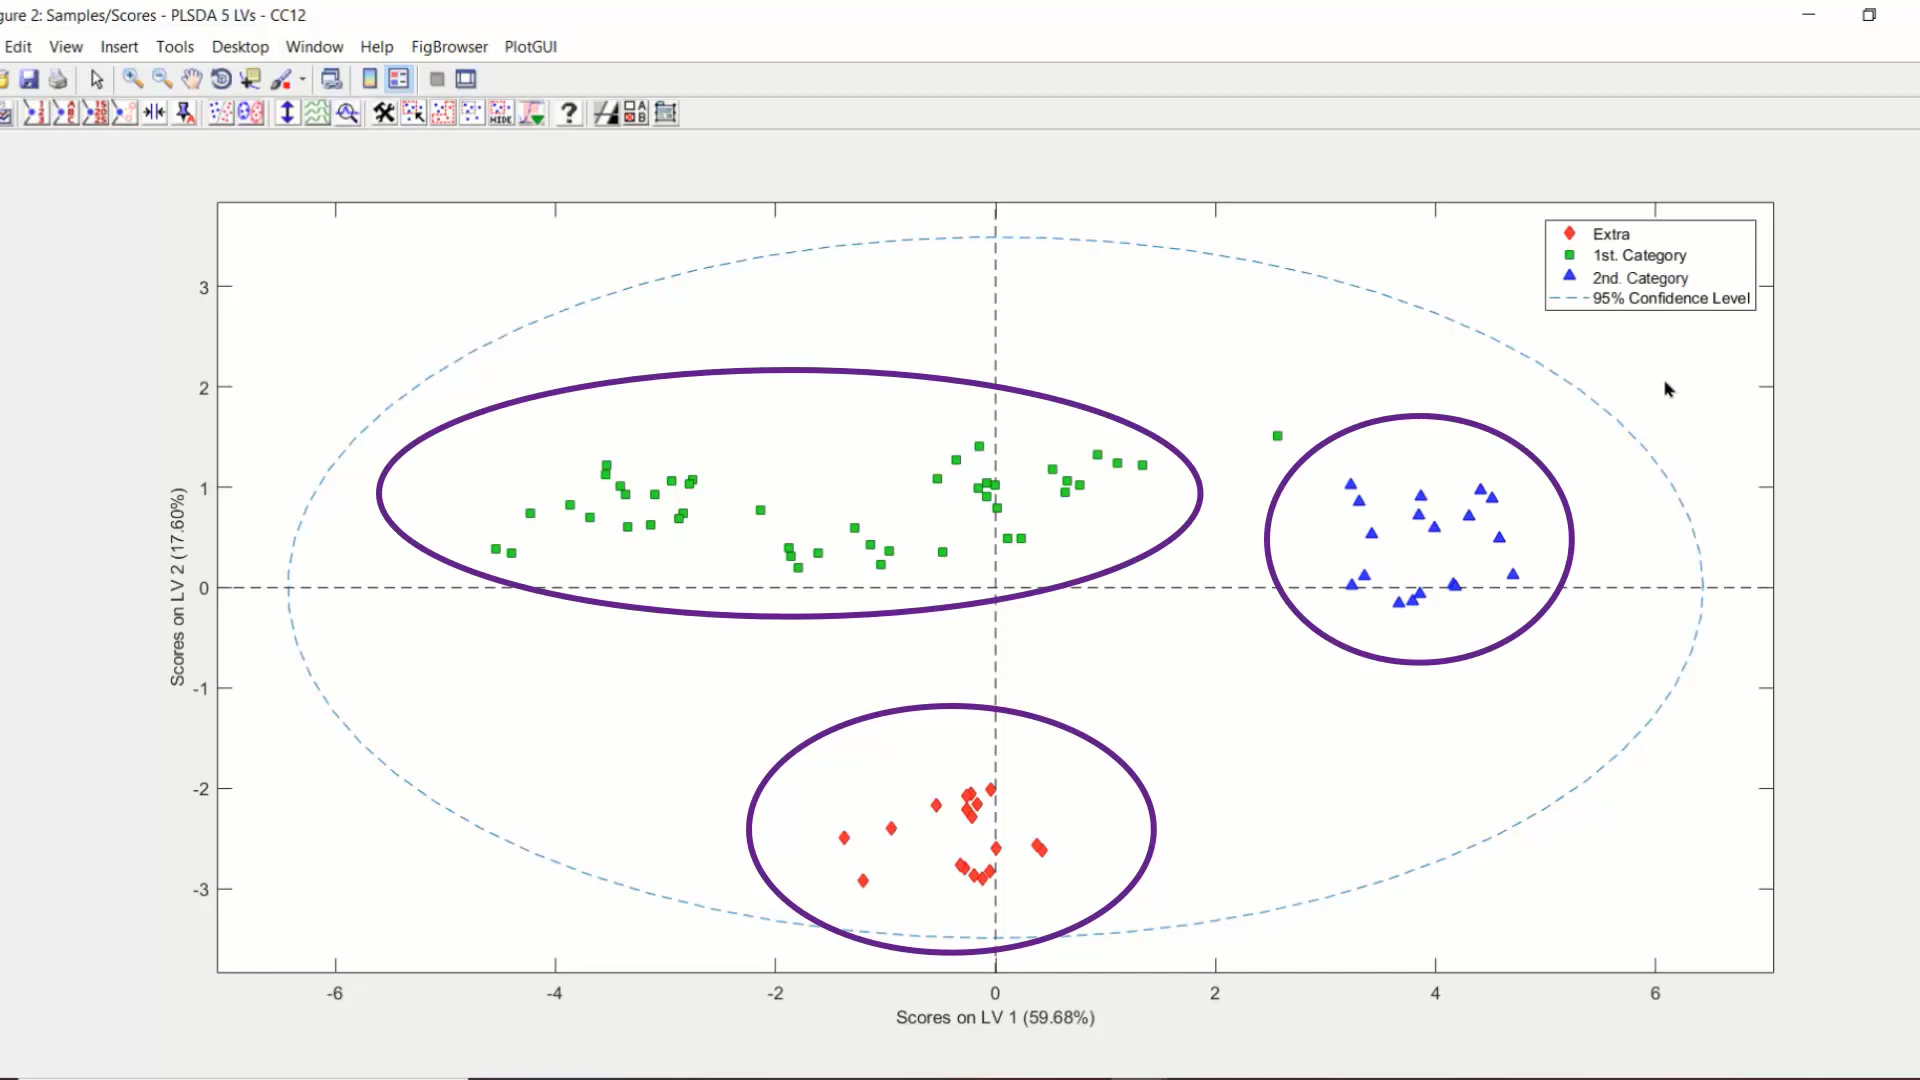 gure 2: Samples/Scores - PLSDA 5 LVs - CC12
Edit View Insert Tools Desktop Window Help FigBrowser PlotGUI
HIDE ? A B
Extra
1st. Category
2nd. Category
95% Confidence Level
3
2
1
0
-1
-2
-3
Scores on LV 2 (17.60%)
-6 -4 -2 0 2 4 6
Scores on LV 1 (59.68%)